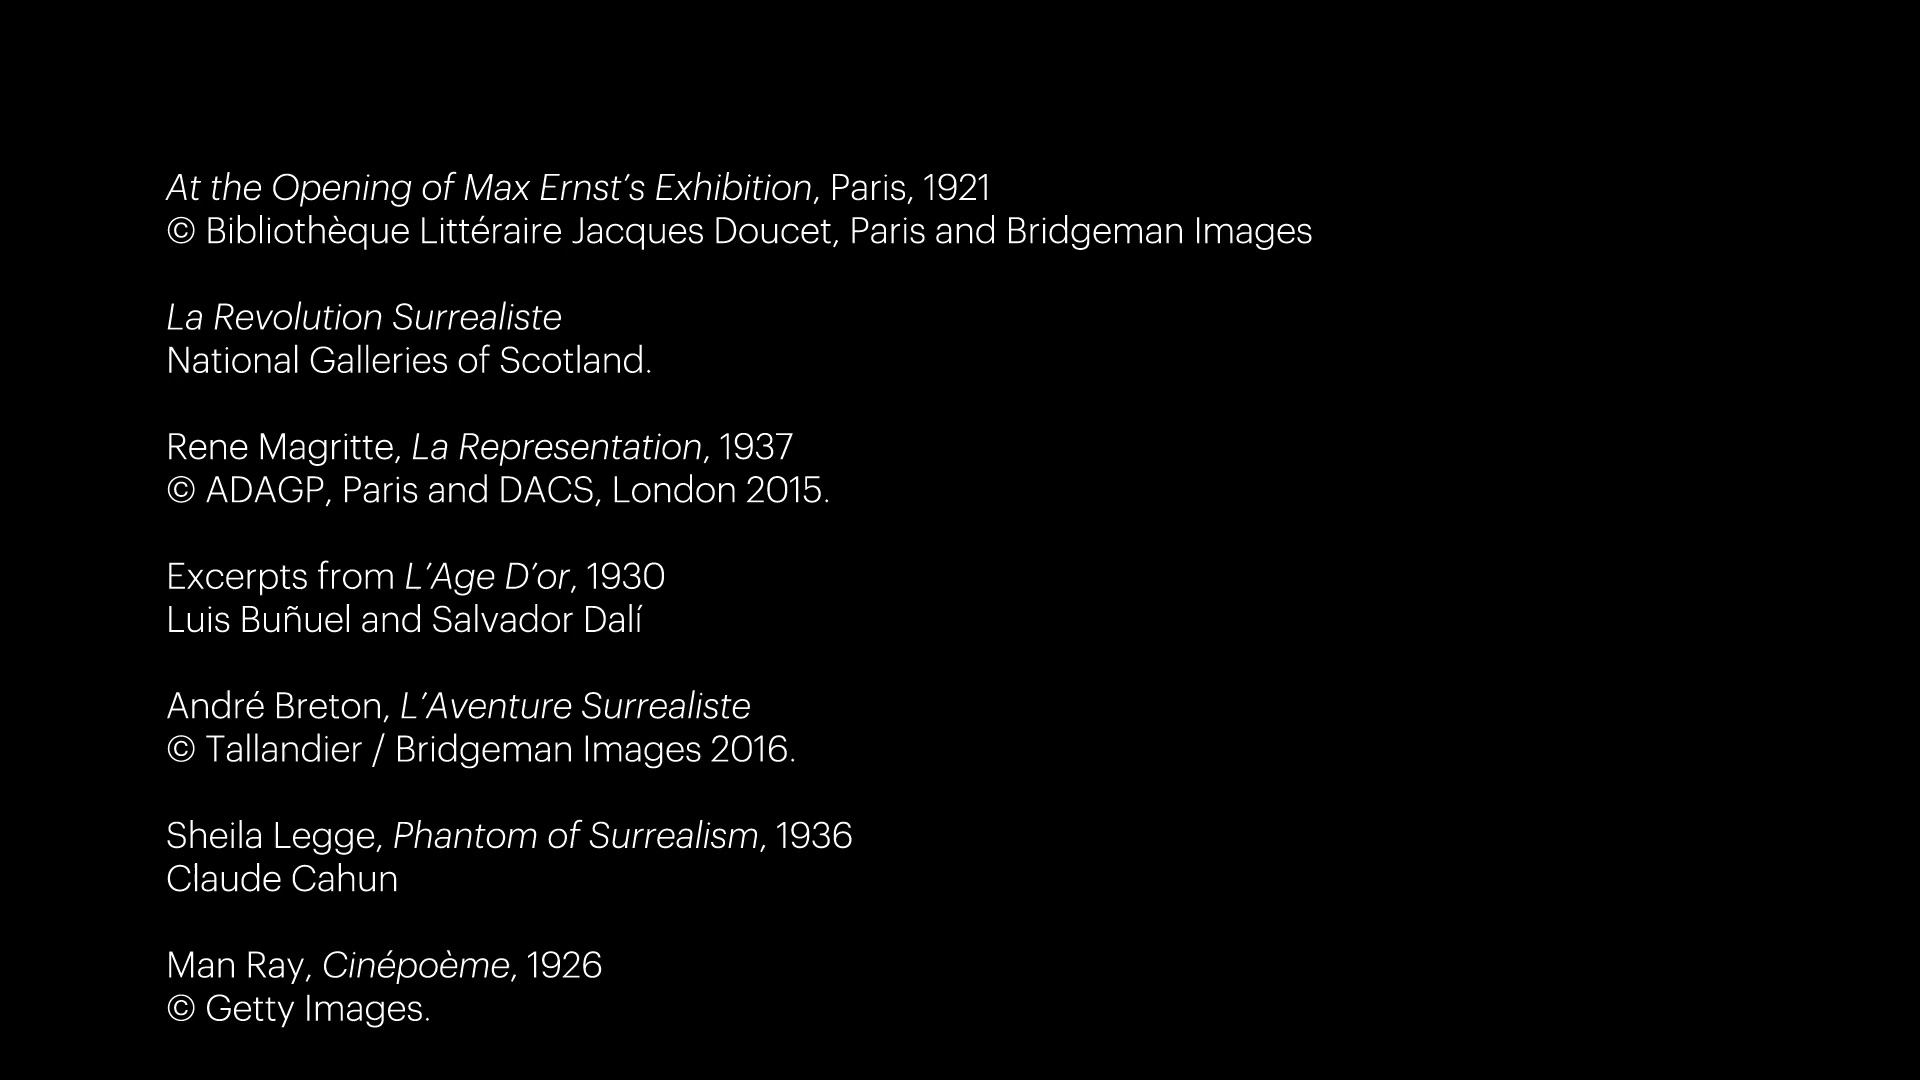 At the Opening of Max Ernst’s Exhibition, Paris, 1921
© Bibliothèque Littéraire Jacques Doucet, Paris and Bridgeman Images
La Revolution Surrealiste
National Galleries of Scotland.
Rene Magritte, La Representation, 1937
© ADAGP, Paris and DACS, London 2015.
Excerpts from L’Age D’or, 1930
Luis Buñuel and Salvador Dalí
André Breton, L’Aventure Surrealiste
© Tallandier / Bridgeman Images 2016.
Sheila Legge, Phantom of Surrealism, 1936
Claude Cahun
Man Ray, Cinépoème, 1926
© Getty Images.